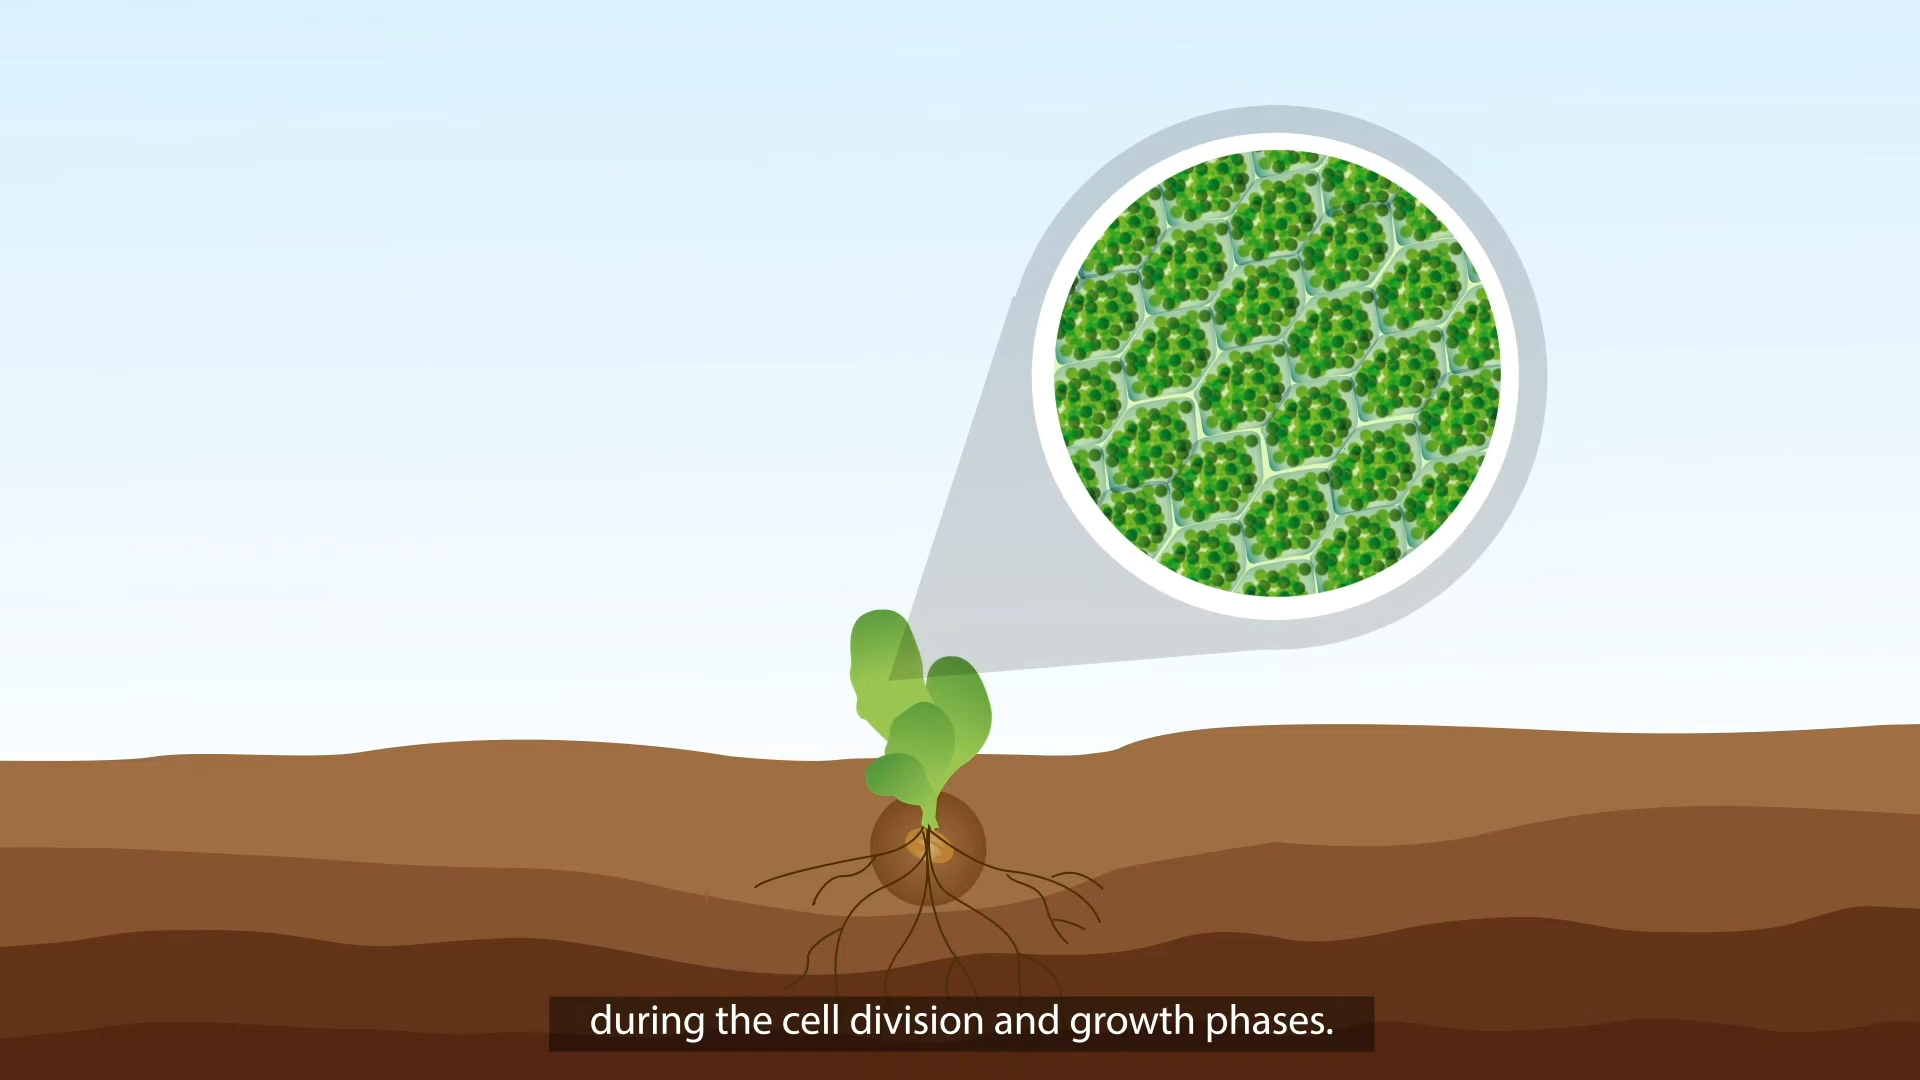 during the cell division and growth phases.